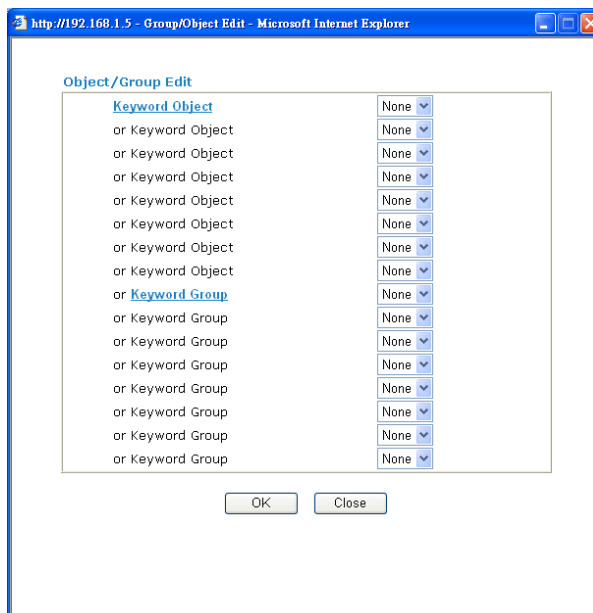 http://192.168.1.5 - Group/Object Edit - Microsoft Internet Explorer
Object/Group Edit
Keyword Object None
or Keyword Object None
or Keyword Object None
or Keyword Object None
or Keyword Object None
or Keyword Object None
or Keyword Object None
or Keyword Object None
or Keyword Group None
or Keyword Group None
or Keyword Group None
or Keyword Group None
or Keyword Group None
or Keyword Group None
or Keyword Group None
or Keyword Group None
OK Close